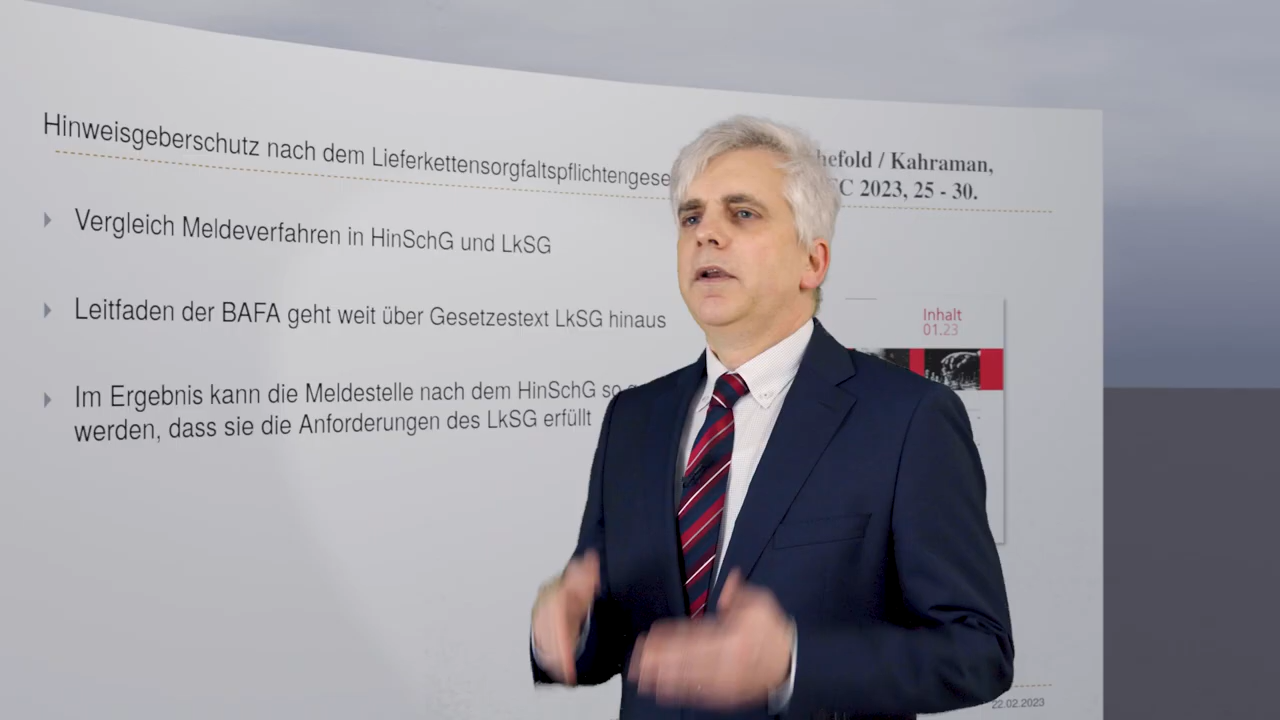 Hinweisgeberschutz nach dem
hefold / Kahraman,
2023, 25 - 30.
Vergleich Meldeverfahren in HinSchG und LkSG
Leitfaden der BAFA geht weit über Gesetzestext LkSG hinaus
Im Ergebnis kann die Meldestelle nach dem HinSchG so
werden, dass sie die Anforderungen des LkSG erfüllt
Inhalt
01.23
22.02.2023